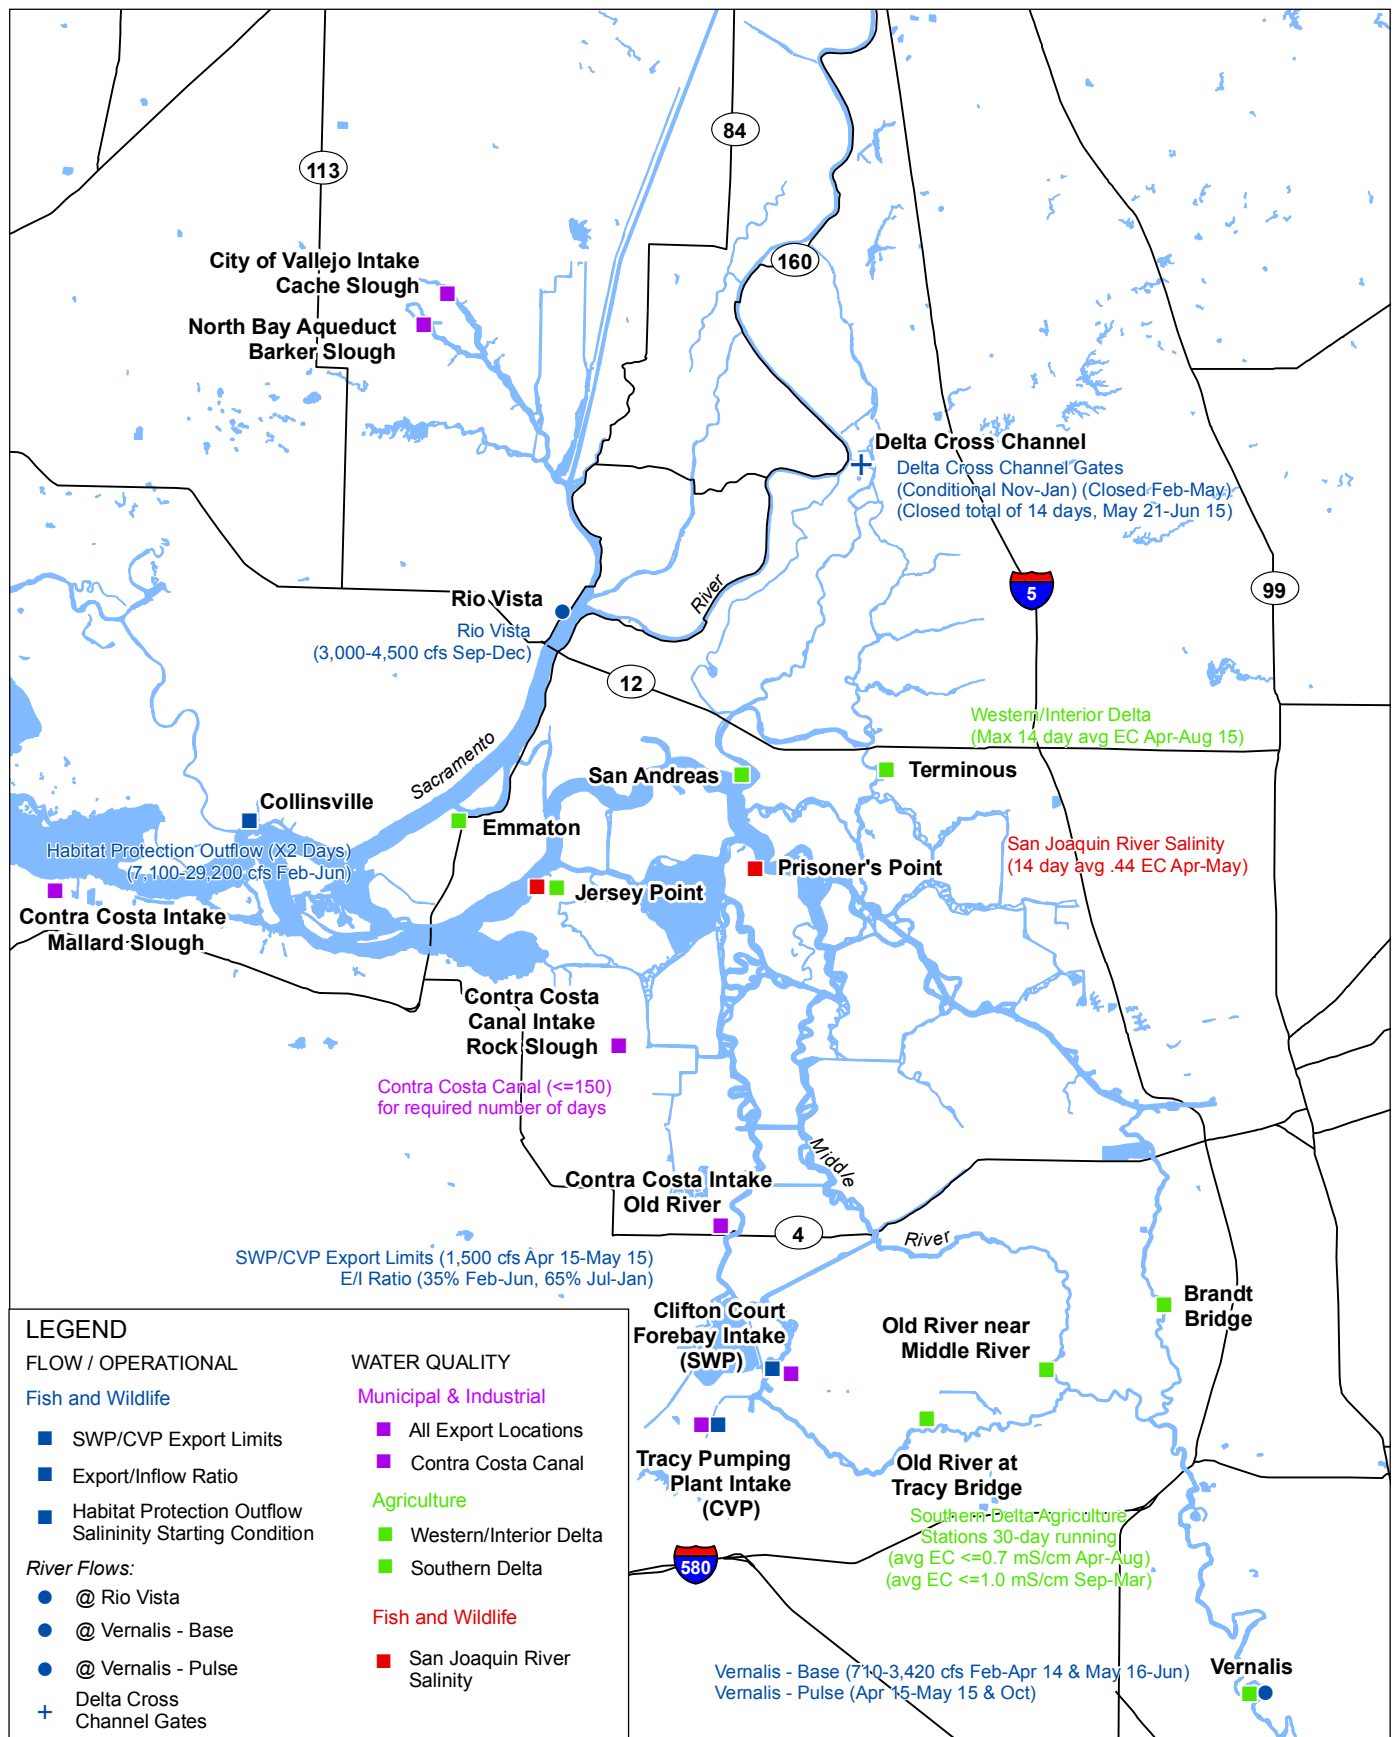 84
113
160
City of Vallejo Intake
Cache Slough
North Bay Aqueduct
Barker Slough
Delta Cross Channel
Delta Cross Channel Gates
(Conditional Nov-Jan) (Closed Feb-May)
(Closed total of 14 days, May 21-Jun 15)
5
99
River
Rio Vista
Rio Vista
(3,000-4,500 cfs Sep-Dec)
12
Western/Interior Delta
(Max 14 day avg EC Apr-Aug 15)
Sacramento
San Andreas
Terminous
Collinsville
Emmaton
Habitat Protection Outflow (X2 Days)
(7,100-29,200 cfs Feb-Jun)
San Joaquin River Salinity
(14 day avg .44 EC Apr-May)
Prisoner's Point
Jersey Point
Contra Costa Intake
Mallard Slough
Contra Costa
Canal Intake
Rock Slough
Contra Costa Canal (<=150)
for required number of days
Middle
Contra Costa Intake
Old River
4
River
SWP/CVP Export Limits (1,500 cfs Apr 15-May 15)
E/I Ratio (35% Feb-Jun, 65% Jul-Jan)
Clifton Court
Forebay Intake
(SWP)
Old River near
Middle River
Brandt
Bridge
Tracy Pumping
Plant Intake
(CVP)
Old River at
Tracy Bridge
Southern Delta Agriculture
Stations 30-day running
(avg EC <=0.7 mS/cm Apr-Aug)
(avg EC <=1.0 mS/cm Sep-Mar)
580
Vernalis - Base (710-3,420 cfs Feb-Apr 14 & May 16-Jun)
Vernalis - Pulse (Apr 15-May 15 & Oct)
Vernalis
LEGEND
FLOW / OPERATIONAL
Fish and Wildlife
SWP/CVP Export Limits
Export/Inflow Ratio
Habitat Protection Outflow
Salininity Starting Condition
River Flows:
@ Rio Vista
@ Vernalis - Base
@ Vernalis - Pulse
Delta Cross
Channel Gates
WATER QUALITY
Municipal & Industrial
All Export Locations
Contra Costa Canal
Agriculture
Western/Interior Delta
Southern Delta
Fish and Wildlife
San Joaquin River
Salinity